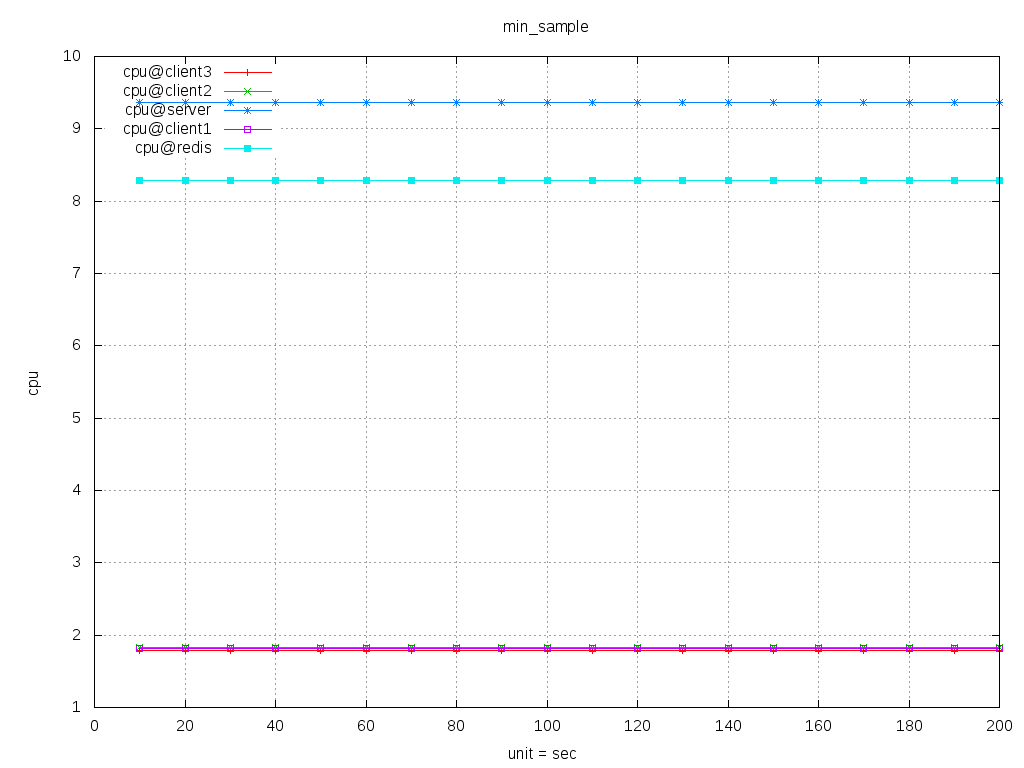 min_sample
cpu@client3
cpu@client2
cpu@server
cpu@client1
cpu@redis
10
9
8
7
6
5
4
3
2
1
cpu
0 20 40 60 80 100 120 140 160 180 200
unit = sec